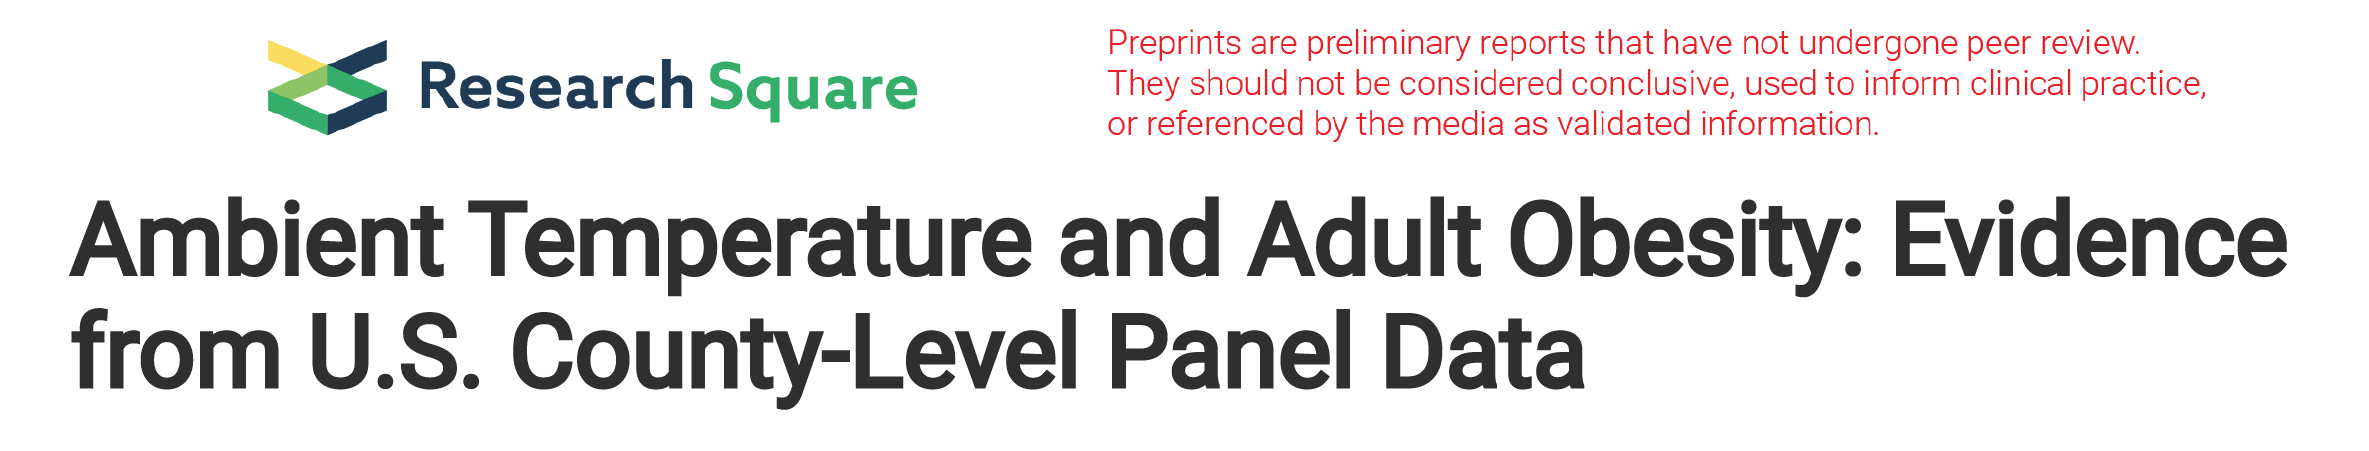 Research Square
Preprints are preliminary reports that have not undergone peer review.
They should not be considered conclusive, used to inform clinical practice,
or referenced by the media as validated information.
Ambient Temperature and Adult Obesity: Evidence
from U.S. County-Level Panel Data